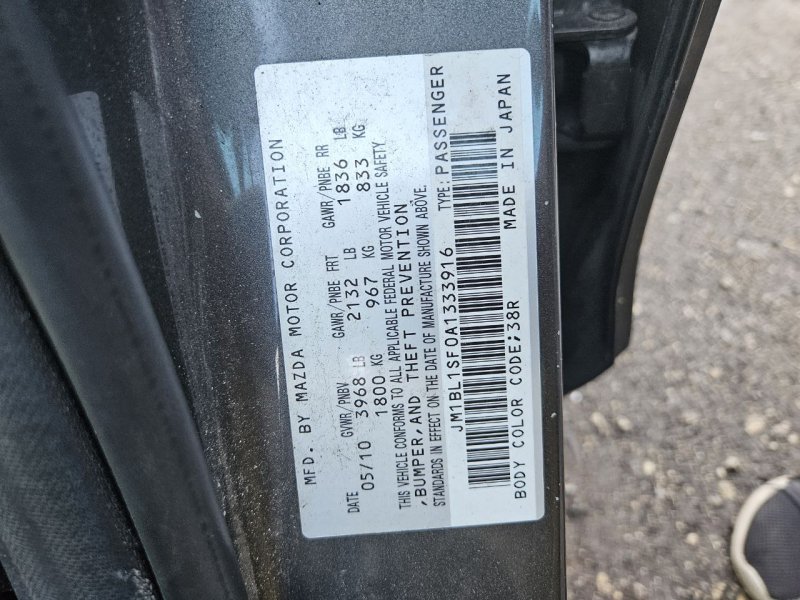 MFD. BY MAZDA MOTOR CORPORATION
DATE GVWR/PNBV GAWR/PNBE FRT GAWR/PNBE RR
05/10 3968 LB 2132 LB 1836 LB
1800 KG 967 KG 833 KG
THIS VEHICLE CONFORMS TO ALL APPLICABLE FEDERAL MOTOR VEHICLE SAFETY
,BUMPER,AND THEFT PREVENTION
STANDARDS IN EFFECT ON THE DATE OF MANUFACTURE SHOWN ABOVE.
JM1BL1SF0A1333916 TYPE: PASSENGER
BODY COLOR CODE;38R MADE IN JAPAN